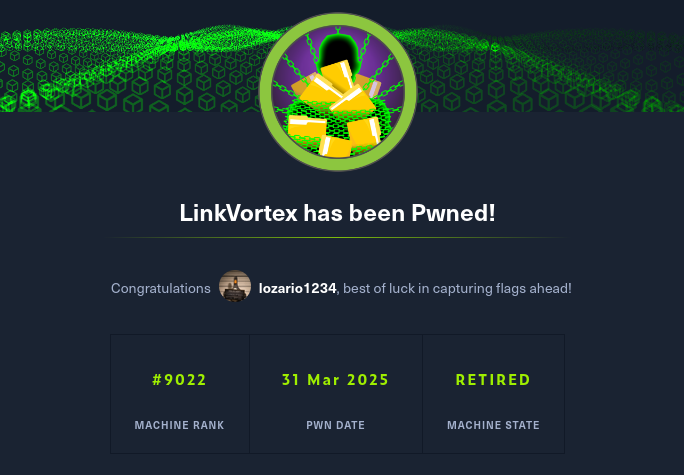 LinkVortex has been Pwned!
Congratulations lozario1234, best of luck in capturing flags ahead!
#9022 31 Mar 2025 RETIRED
MACHINE RANK PWN DATE MACHINE STATE